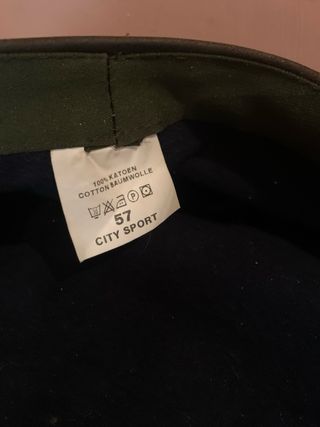 100% KATOEN
COTTON BAUMWOLLE
P
57
CITY SPORT